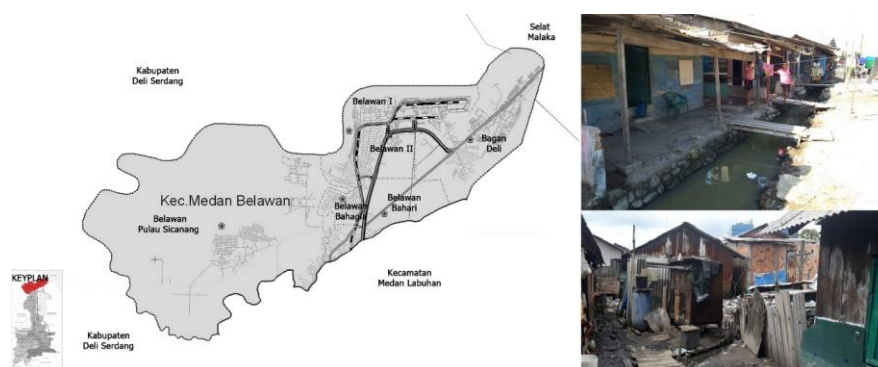 Selat
Malaka
Kabupaten
Deli Serdang
Belawan I
Belawan II
Bagan
Deli
Kec.Medan Belawan
Belawan
Pulau Sicanang
Belawan
Bahagia
Belawan
Bahari
KEYPLAN
Kecamatan
Medan Labuhan
Kabupaten
Deli Serdang